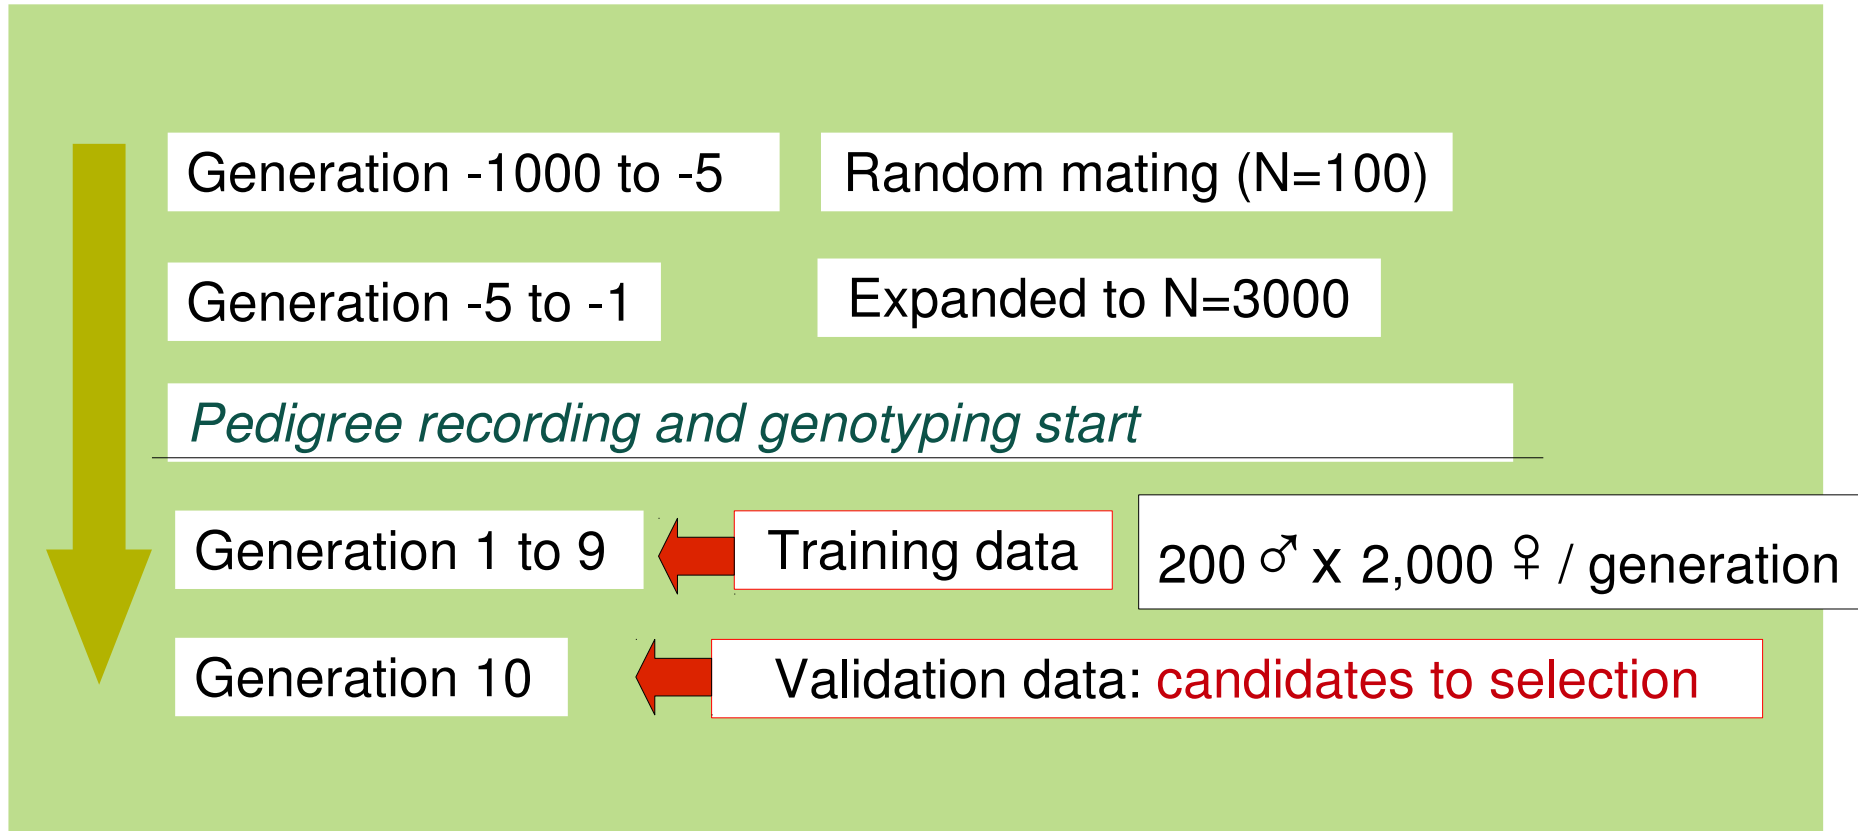 Generation -1000 to -5
Random mating (N=100)
Generation -5 to -1
Expanded to N=3000
Pedigree recording and genotyping start
Generation 1 to 9
Training data
200 ♂ x 2,000 ♀ / generation
Generation 10
Validation data: candidates to selection